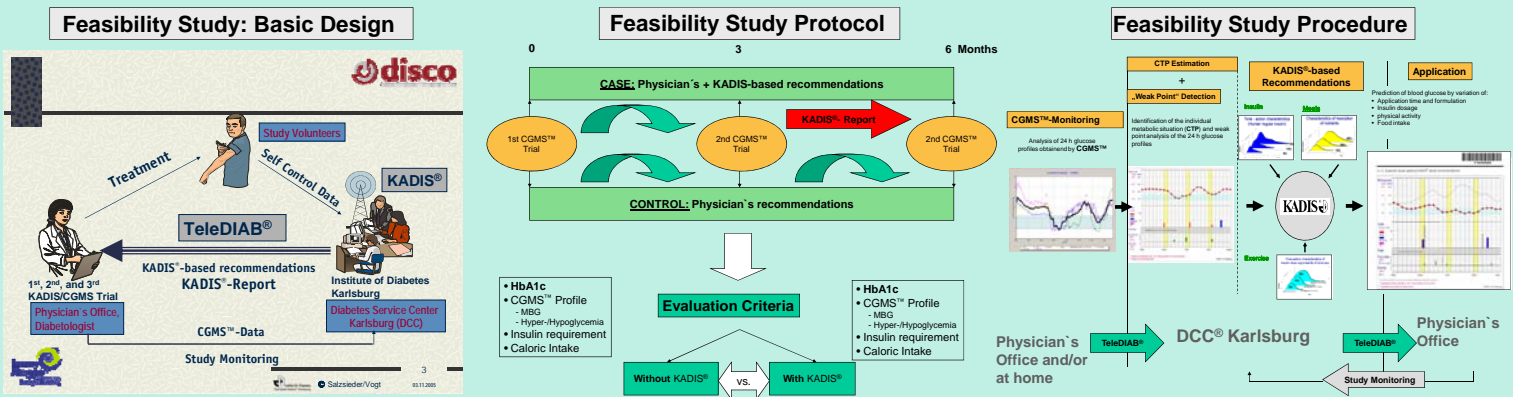 Feasibility Study: Basic Design
disco
Study Volunteers
Treatment
Self Control Data
KADIS®
TeleDIAB®
KADIS®-based recommendations
KADIS®-Report
1st, 2nd, and 3rd
KADIS/CGMS Trial
Physician´s Office,
Diabetologist
Institute of Diabetes
Karlsburg
Diabetes Service Center
Karlsburg (DCC)
CGMS™-Data
Study Monitoring
3
© Salzsieder/Vogt
03.11.2005
Feasibility Study Protocol
0 3 6 Months
CASE: Physician´s + KADIS-based recommendations
1st CGMS™
Trial
2nd CGMS™
Trial
KADIS®- Report
2nd CGMS™
Trial
CONTROL: Physician`s recommendations
Evaluation Criteria
• HbA1c
• CGMS™ Profile
- MBG
- Hyper-/Hypoglycemia
• Insulin requirement
• Caloric Intake
• HbA1c
• CGMS™ Profile
- MBG
- Hyper-/Hypoglycemia
• Insulin requirement
• Caloric Intake
Without KADIS®
vs.
With KADIS®
Feasibility Study Procedure
CGMS™-Monitoring
Analysis of 24 h glucose
profiles obtainend by CGMS™
CTP Estimation
+
„Weak Point“ Detection
Identification of the individual
metabolic situation (CTP) and weak
point analysis of the 24 h glucose
profiles
KADIS®-based
Recommendations
Insulin
Meals
KADIS
Exercise
Application
Prediction of blood glucose by variation of:
• Application time and formulation
• Insulin dosage
• physical activity
• Food intake
Physician`s
Office and/or
at home
TeleDIAB®
DCC® Karlsburg
TeleDIAB®
Physician`s
Office
Study Monitoring